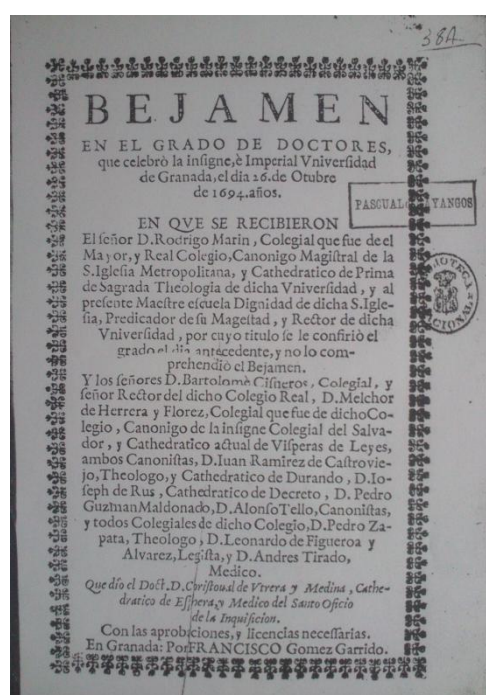 38A
BEJAMEN
EN EL GRADO DE DOCTORES,
que celebrò la insigne, è Imperial Vniversidad
de Granada, el dia 26. de Otubre
de 1694. años.
PASCUAL YANGOS
EN QVE SE RECIBIERON
El señor D. Rodrigo Marin, Colegial que fue de el
Mayor, y Real Colegio, Canonigo Magistral de la
S. Iglesia Metropolitana, y Cathedratico de Prima
de Sagrada Theologia de dicha Vniversidad, y al
presente Maestre escuela Dignidad de dicha S. Igle-
sia, Predicador de su Magestad, y Rector de dicha
Vniversidad, por cuyo titulo se le confiriò el
grado el dia antecedente, y no lo com-
prehendiò el Bejamen.
Y los señores D. Bartolomè Cisneros, Colegial, y
señor Rector del dicho Colegio Real, D. Melchor
de Herrera y Florez, Colegial que fue de dicho Co-
legio, Canonigo de la insigne Colegial del Salva-
dor, y Cathedratico actual de Visperas de Leyes,
ambos Canonistas, D. Iuan Ramirez de Castrovie-
jo, Theologo, y Cathedratico de Durando, D. Io-
seph de Rus, Cathedratico de Decreto, D. Pedro
Guzman Maldonado, D. Alonso Tello, Canonistas,
y todos Colegiales de dicho Colegio, D. Pedro Za-
pata, Theologo, D. Leonardo de Figueroa y
Alvarez, Legista, y D. Andres Tirado,
Medico.
Que diò el Doct. D. Christoual de Vtrera y Medina, Cathe-
dratico de Esphera, y Medico del Santo Oficio
de la Inquisicion.
Con las aprobaciones, y licencias necessarias.
En Granada: Por FRANCISCO Gomez Garrido.